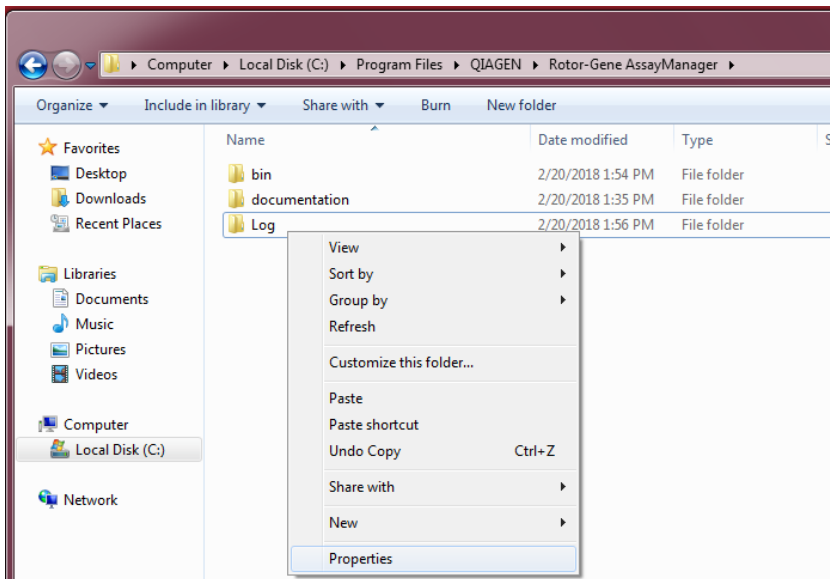 Computer ▸ Local Disk (C:) ▸ Program Files ▸ QIAGEN ▸ Rotor-Gene AssayManager ▸
Organize ▾ Include in library ▾ Share with ▾ Burn New folder
Name Date modified Type S
Favorites
Desktop
Downloads
Recent Places
Libraries
Documents
Music
Pictures
Videos
Computer
Local Disk (C:)
Network
bin 2/20/2018 1:54 PM File folder
documentation 2/20/2018 1:35 PM File folder
Log 2/20/2018 1:56 PM File folder
View
Sort by
Group by
Refresh
Customize this folder...
Paste
Paste shortcut
Undo Copy Ctrl+Z
Share with
New
Properties